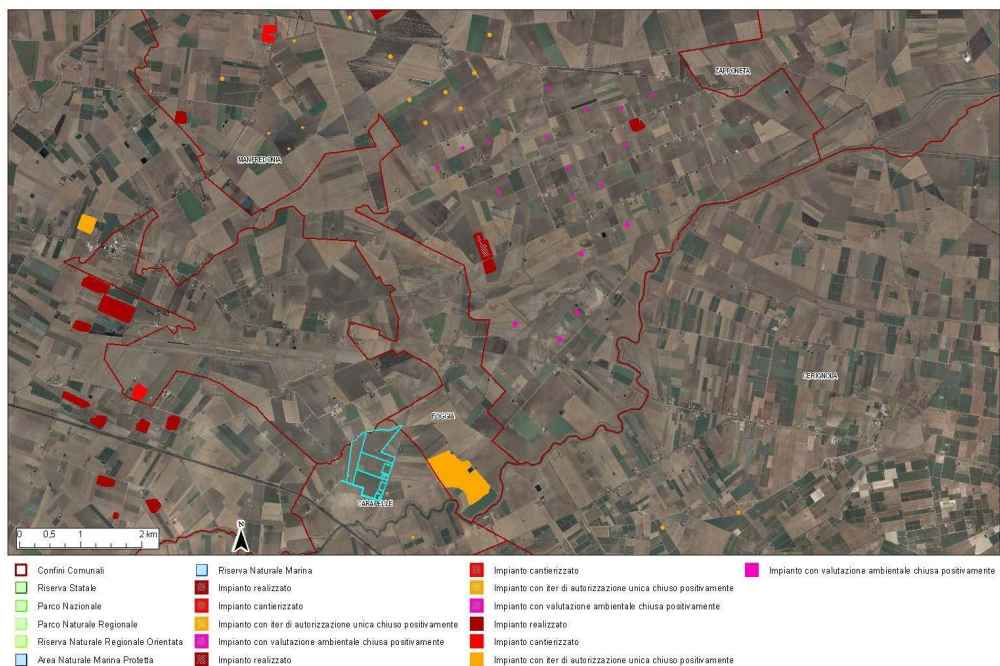 ZAPPONETA
MANFREDONIA
CERIGNOLA
FOGGIA
CARAPELLE
0 0,5 1 2 km
N
Confini Comunali
Riserva Statale
Parco Nazionale
Parco Naturale Regionale
Riserva Naturale Regionale Orientata
Area Naturale Marina Protetta
Riserva Naturale Marina
Impianto realizzato
Impianto cantierizzato
Impianto con iter di autorizzazione unica chiuso positivamente
Impianto con valutazione ambientale chiusa positivamente
Impianto realizzato
Impianto cantierizzato
Impianto con iter di autorizzazione unica chiuso positivamente
Impianto con valutazione ambientale chiusa positivamente
Impianto realizzato
Impianto cantierizzato
Impianto con iter di autorizzazione unica chiuso positivamente
Impianto con valutazione ambientale chiusa positivamente